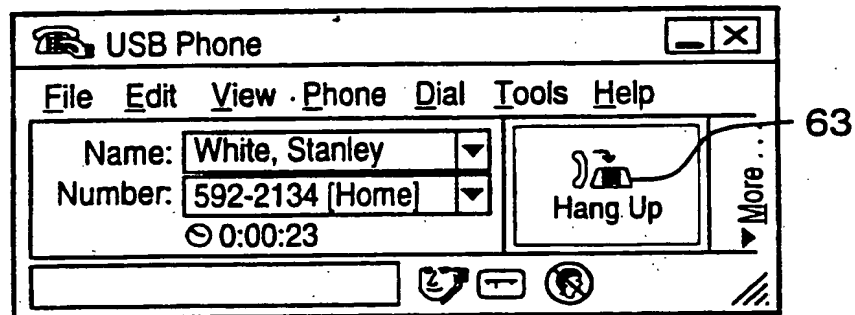 USB Phone
File Edit View Phone Dial Tools Help
Name: White, Stanley
Number: 592-2134 [Home]
0:00:23
Hang Up
More...
63